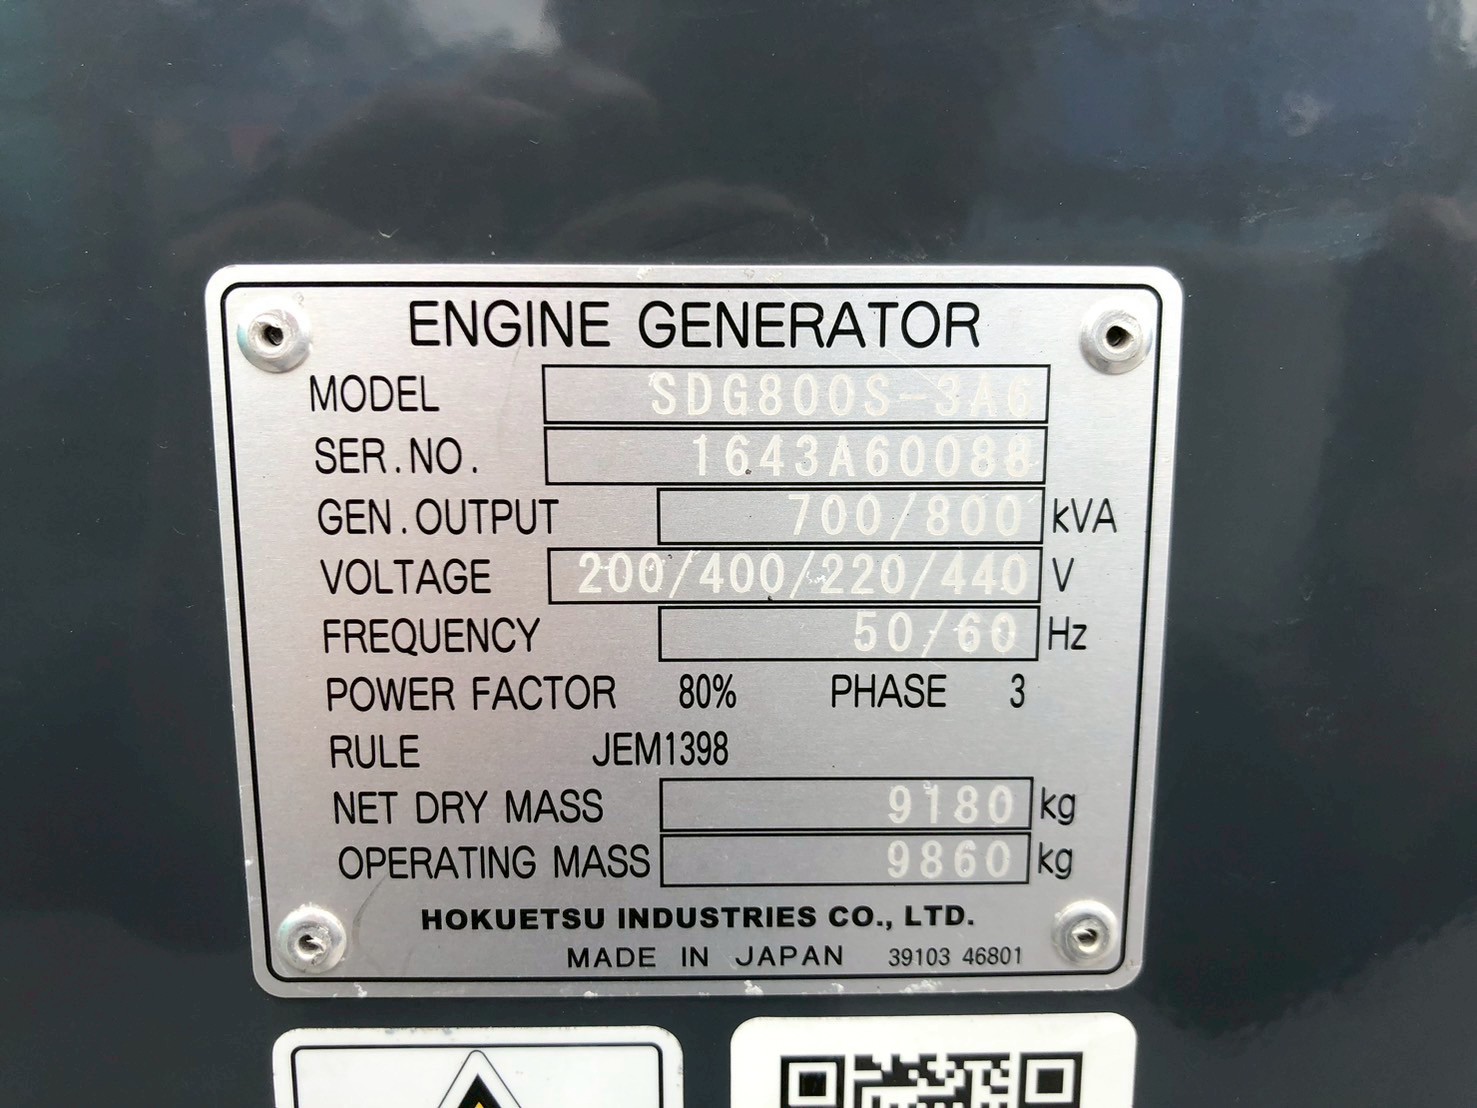 ENGINE GENERATOR
MODEL SDG800S-3A6
SER.NO. 1643A60088
GEN.OUTPUT 700/800 kVA
VOLTAGE 200/400/220/440 V
FREQUENCY 50/60 Hz
POWER FACTOR 80% PHASE 3
RULE JEM1398
NET DRY MASS 9180 kg
OPERATING MASS 9860 kg
HOKUETSU INDUSTRIES CO., LTD.
MADE IN JAPAN 39103 46801